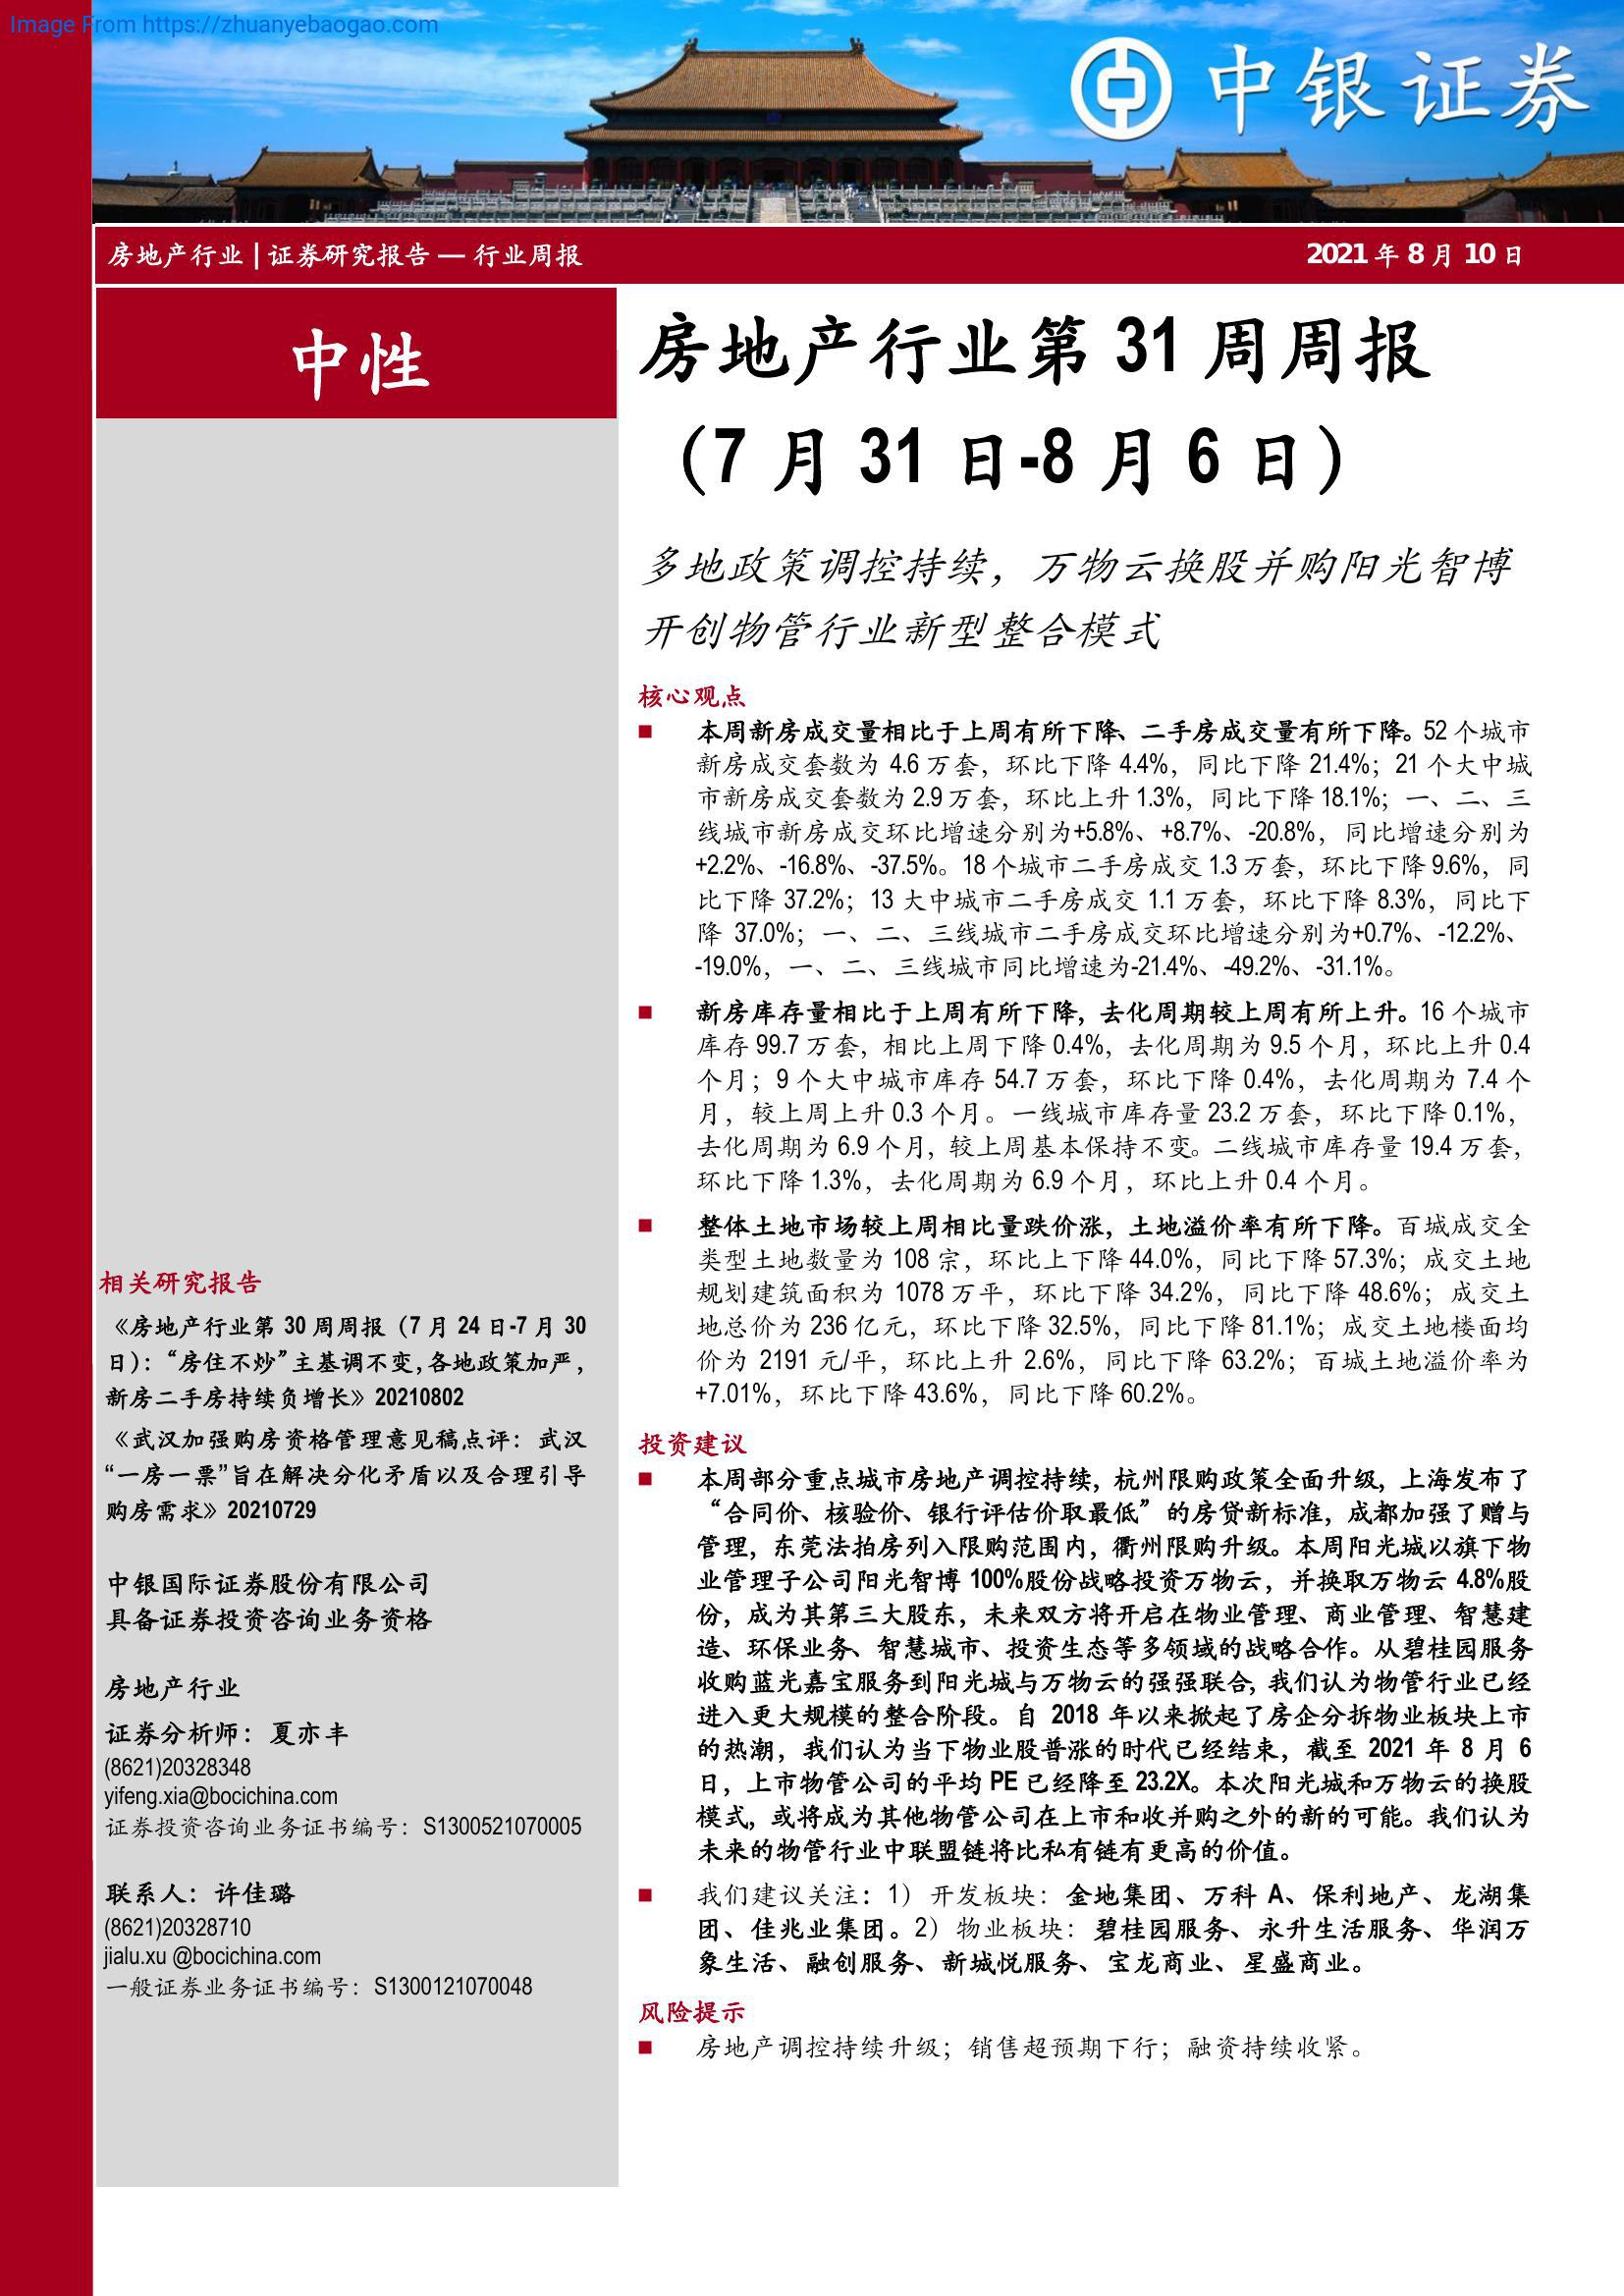 Image From https://zhuanyebaogao.com
中银证券
房地产行业 | 证券研究报告 — 行业周报
2021 年 8 月 10 日
中性
房地产行业第 31 周周报
（7 月 31 日-8 月 6 日）
多地政策调控持续，万物云换股并购阳光智博
开创物管行业新型整合模式
核心观点
■ 本周新房成交量相比于上周有所下降、二手房成交量有所下降。52 个城市
新房成交套数为 4.6 万套，环比下降 4.4%，同比下降 21.4%；21 个大中城
市新房成交套数为 2.9 万套，环比上升 1.3%，同比下降 18.1%；一、二、三
线城市新房成交环比增速分别为+5.8%、+8.7%、-20.8%，同比增速分别为
+2.2%、-16.8%、-37.5%。18 个城市二手房成交 1.3 万套，环比下降 9.6%，同
比下降 37.2%；13 大中城市二手房成交 1.1 万套，环比下降 8.3%，同比下
降 37.0%；一、二、三线城市二手房成交环比增速分别为+0.7%、-12.2%、
-19.0%，一、二、三线城市同比增速为-21.4%、-49.2%、-31.1%。
■ 新房库存量相比于上周有所下降，去化周期较上周有所上升。16 个城市
库存 99.7 万套，相比上周下降 0.4%，去化周期为 9.5 个月，环比上升 0.4
个月；9 个大中城市库存 54.7 万套，环比下降 0.4%，去化周期为 7.4 个
月，较上周上升 0.3 个月。一线城市库存量 23.2 万套，环比下降 0.1%，
去化周期为 6.9 个月，较上周基本保持不变。二线城市库存量 19.4 万套，
环比下降 1.3%，去化周期为 6.9 个月，环比上升 0.4 个月。
■ 整体土地市场较上周相比量跌价涨，土地溢价率有所下降。百城成交全
类型土地数量为 108 宗，环比上下降 44.0%，同比下降 57.3%；成交土地
规划建筑面积为 1078 万平，环比下降 34.2%，同比下降 48.6%；成交土
地总价为 236 亿元，环比下降 32.5%，同比下降 81.1%；成交土地楼面均
价为 2191 元/平，环比上升 2.6%，同比下降 63.2%；百城土地溢价率为
+7.01%，环比下降 43.6%，同比下降 60.2%。
投资建议
■ 本周部分重点城市房地产调控持续，杭州限购政策全面升级，上海发布了
“合同价、核验价、银行评估价取最低”的房贷新标准，成都加强了赠与
管理，东莞法拍房列入限购范围内，衢州限购升级。本周阳光城以旗下物
业管理子公司阳光智博 100%股份战略投资万物云，并换取万物云 4.8%股
份，成为其第三大股东，未来双方将开启在物业管理、商业管理、智慧建
造、环保业务、智慧城市、投资生态等多领域的战略合作。从碧桂园服务
收购蓝光嘉宝服务到阳光城与万物云的强强联合，我们认为物管行业已经
进入更大规模的整合阶段。自 2018 年以来掀起了房企分拆物业板块上市
的热潮，我们认为当下物业股普涨的时代已经结束，截至 2021 年 8 月 6
日，上市物管公司的平均 PE 已经降至 23.2X。本次阳光城和万物云的换股
模式，或将成为其他物管公司在上市和收并购之外的新的可能。我们认为
未来的物管行业中联盟链将比私有链有更高的价值。
■ 我们建议关注：1）开发板块：金地集团、万科 A、保利地产、龙湖集
团、佳兆业集团。2）物业板块：碧桂园服务、永升生活服务、华润万
象生活、融创服务、新城悦服务、宝龙商业、星盛商业。
风险提示
■ 房地产调控持续升级；销售超预期下行；融资持续收紧。
相关研究报告
《房地产行业第 30 周周报（7 月 24 日-7 月 30
日）：“房住不炒”主基调不变，各地政策加严，
新房二手房持续负增长》20210802
《武汉加强购房资格管理意见稿点评：武汉
“一房一票”旨在解决分化矛盾以及合理引导
购房需求》20210729
中银国际证券股份有限公司
具备证券投资咨询业务资格
房地产行业
证券分析师：夏亦丰
(8621)20328348
yifeng.xia@bocichina.com
证券投资咨询业务证书编号：S1300521070005
联系人：许佳璐
(8621)20328710
jialu.xu @bocichina.com
一般证券业务证书编号：S1300121070048